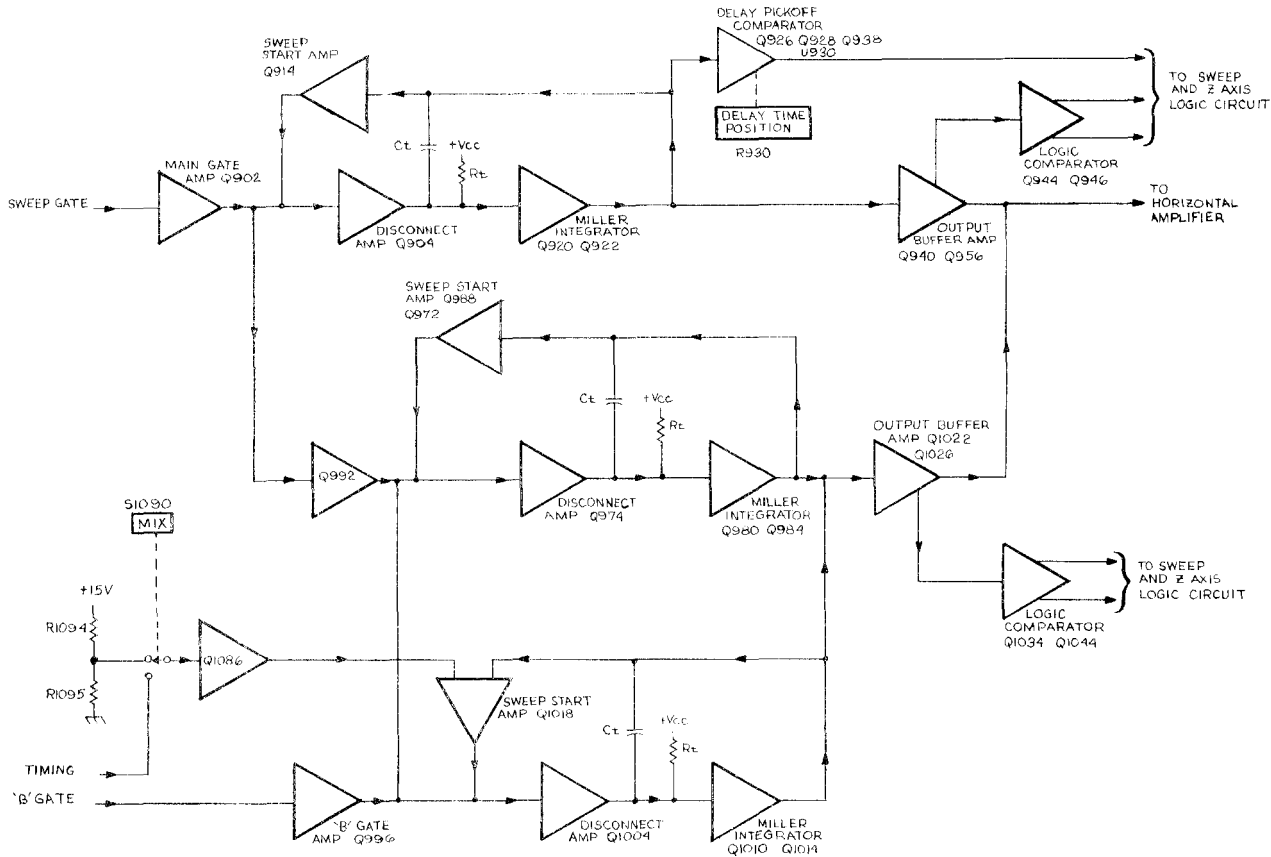 DELAY PICKOFF
COMPARATOR
Q926 Q928 Q938
U930
SWEEP
START AMP
Q914
TO SWEEP
AND Z AXIS
LOGIC CIRCUIT
DELAY TIME
POSITION
R930
Ct
+Vcc
Rt
LOGIC
COMPARATOR
Q944 Q946
MAIN GATE
AMP Q902
SWEEP GATE
TO
HORIZONTAL
AMPLIFIER
DISCONNECT
AMP Q904
MILLER
INTEGRATOR
Q920 Q922
OUTPUT
BUFFER AMP
Q940 Q956
SWEEP START
AMP Q988
Q972
Ct
+Vcc
Rt
OUTPUT BUFFER
AMP Q1022
Q1026
Q992
DISCONNECT
AMP Q974
MILLER
INTEGRATOR
Q980 Q984
S1090
MIX
TO SWEEP
AND Z AXIS
LOGIC CIRCUIT
LOGIC
COMPARATOR
Q1034 Q1044
+15V
R1094
Q1086
R1095
SWEEP START
AMP Q1018
Ct
+Vcc
Rt
TIMING
'B' GATE
'B' GATE
AMP Q996
DISCONNECT
AMP Q1004
MILLER
INTEGRATOR
Q1010 Q1014